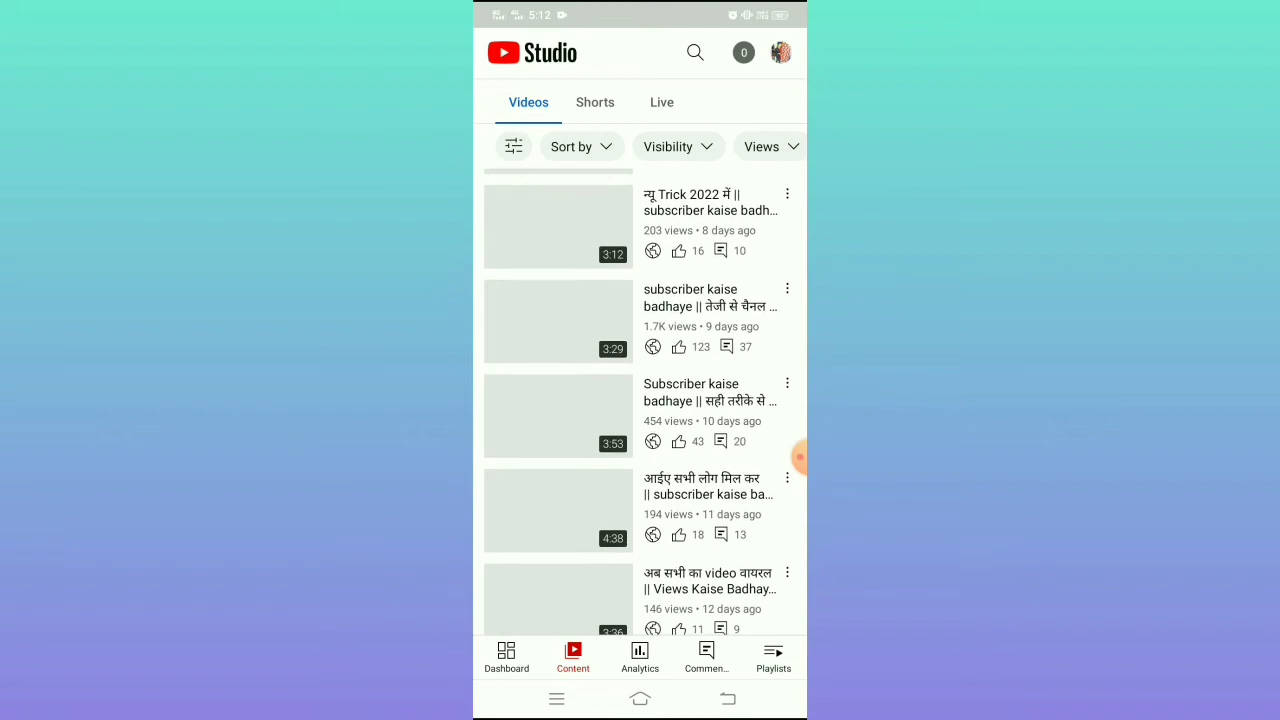 5:12
Studio
0
Videos Shorts Live
Sort by Visibility Views
न्यू Trick 2022 में ||
subscriber kaise badh...
203 views • 8 days ago
16 10
3:12
subscriber kaise
badhaye || तेजी से चैनल ...
1.7K views • 9 days ago
123 37
3:29
Subscriber kaise
badhaye || सही तरीके से ...
454 views • 10 days ago
43 20
3:53
आईए सभी लोग मिल कर
|| subscriber kaise ba...
194 views • 11 days ago
18 13
4:38
अब सभी का video वायरल
|| Views Kaise Badhay...
146 views • 12 days ago
11 9
3:36
Dashboard Content Analytics Commen... Playlists